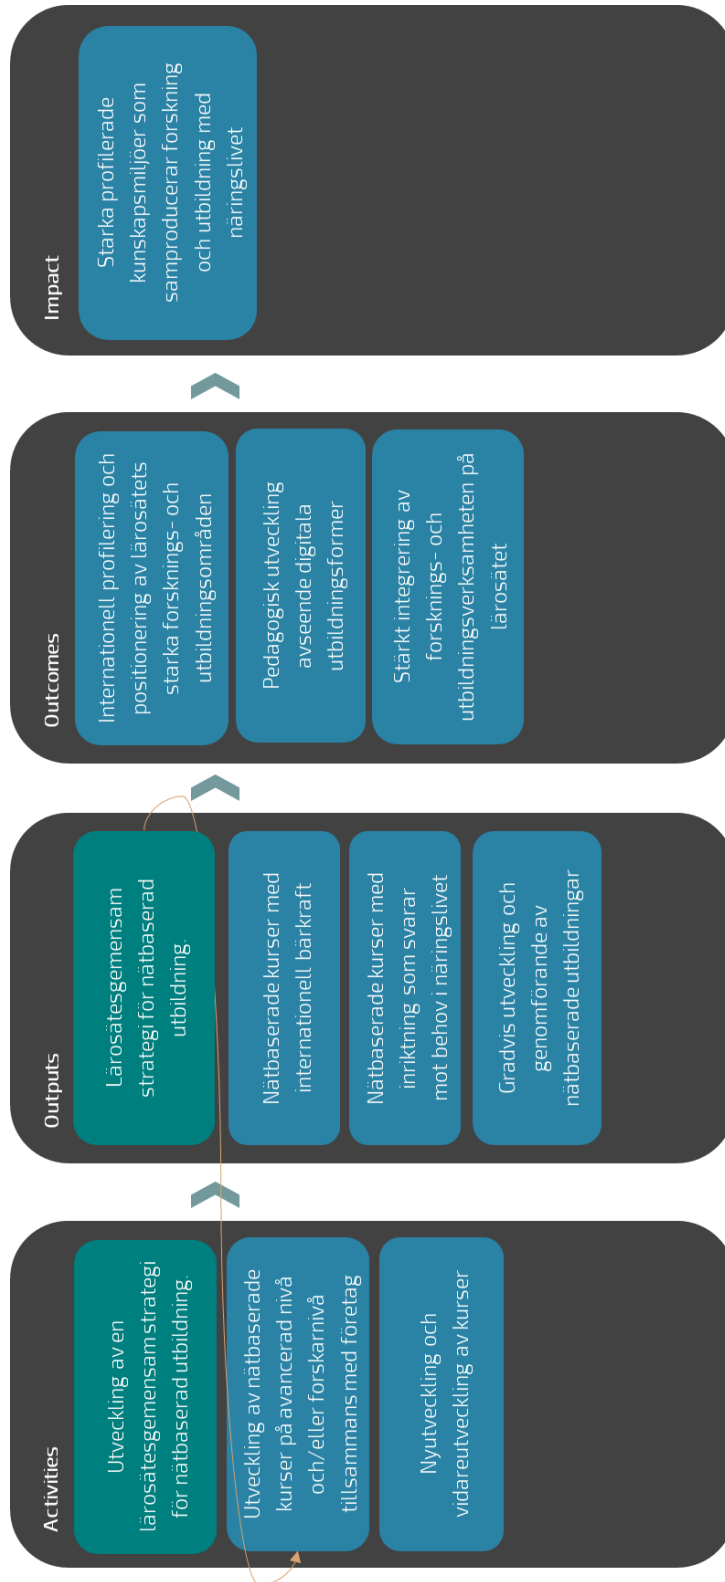 Activities
Utveckling av en
lärosätesgemensam strategi
för nätbaserad utbildning.
Utveckling av nätbaserade
kurser på avancerad nivå
och/eller forskarnivå
tillsammans med företag
Nyutveckling och
vidareutveckling av kurser
Outputs
Lärosätesgemensam
strategi för nätbaserad
utbildning.
Nätbaserade kurser med
internationell bärkraft
Nätbaserade kurser med
inriktning som svarar
mot behov i näringslivet
Gradvis utveckling och
genomförande av
nätbaserade utbildningar
Outcomes
Internationell profilering och
positionering av lärosätets
starka forsknings- och
utbildningsområden
Pedagogisk utveckling
avseende digitala
utbildningsformer
Stärkt integrering av
forsknings- och
utbildningsverksamheten på
lärosätet
Impact
Starka profilerade
kunskapsmiljöer som
samproducerar forskning
och utbildning med
näringslivet